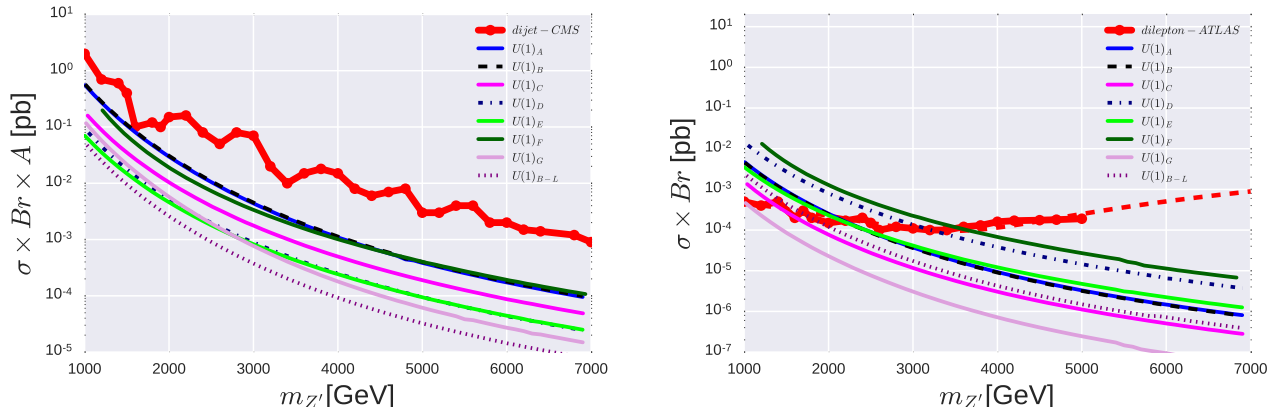 10^1
10^0
10^-1
10^-2
10^-3
10^-4
10^-5
σ × Br × A [pb]
dijet − CMS
U(1)_A
U(1)_B
U(1)_C
U(1)_D
U(1)_E
U(1)_F
U(1)_G
U(1)_{B−L}
1000 2000 3000 4000 5000 6000 7000
m_{Z'}[GeV]
10^1
10^0
10^-1
10^-2
10^-3
10^-4
10^-5
10^-6
10^-7
σ × Br [pb]
dilepton − ATLAS
U(1)_A
U(1)_B
U(1)_C
U(1)_D
U(1)_E
U(1)_F
U(1)_G
U(1)_{B−L}
1000 2000 3000 4000 5000 6000 7000
m_{Z'}[GeV]